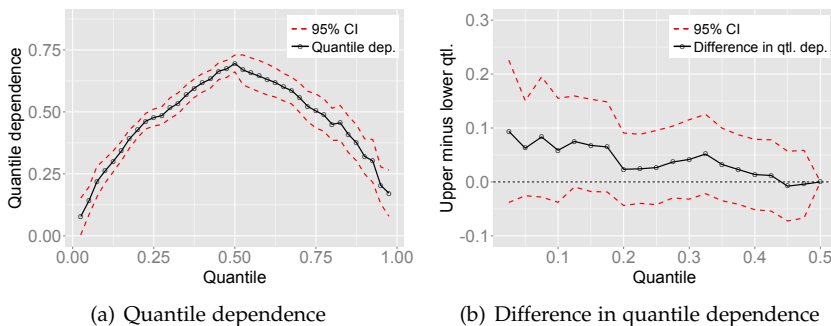 95% CI
Quantile dep.
Quantile dependence
0.75
0.50
0.25
0.00
0.00 0.25 0.50 0.75 1.00
Quantile
(a) Quantile dependence
95% CI
Difference in qtl. dep.
Upper minus lower qtl.
0.3
0.2
0.1
0.0
-0.1
0.1 0.2 0.3 0.4 0.5
Quantile
(b) Difference in quantile dependence